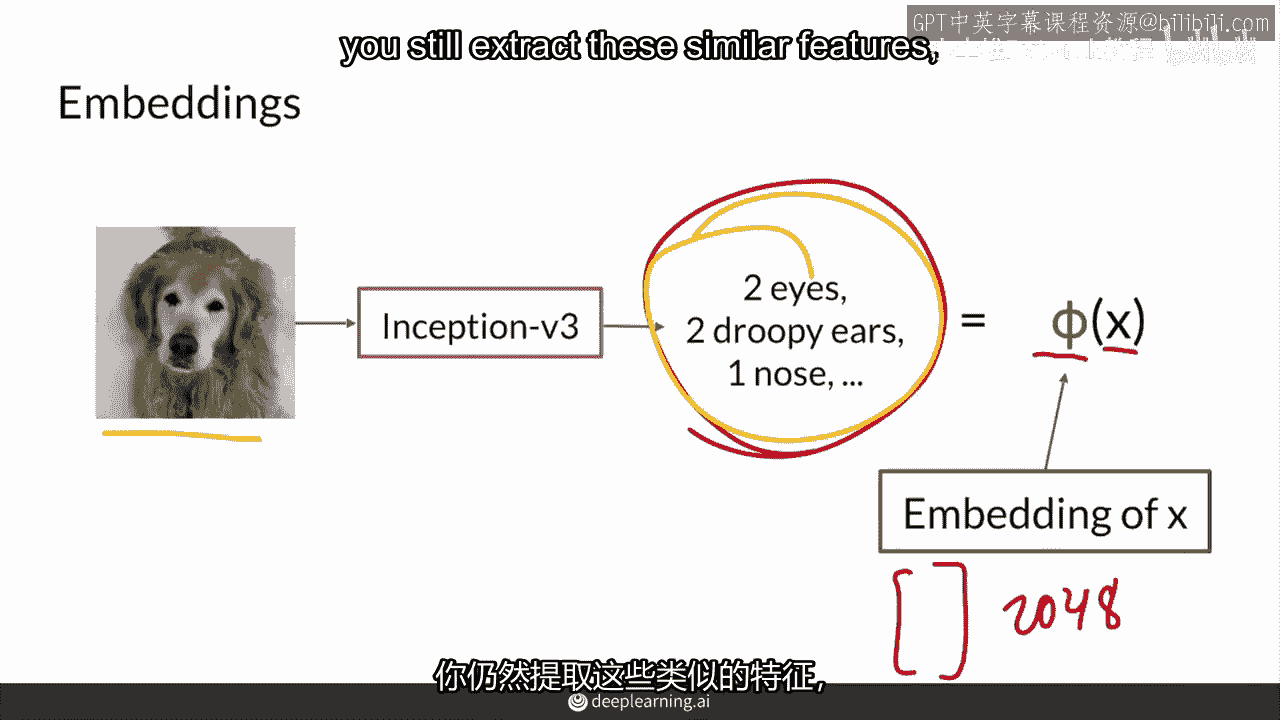 GPT中英字幕课程资源@bilibili.com
you still extract these similar features,
Embeddings
Inception-v3
2 eyes,
2 droopy ears,
1 nose, ...
= ϕ(x)
Embedding of x
[ ] 2048
你仍然提取这些类似的特征,
deeplearning.ai